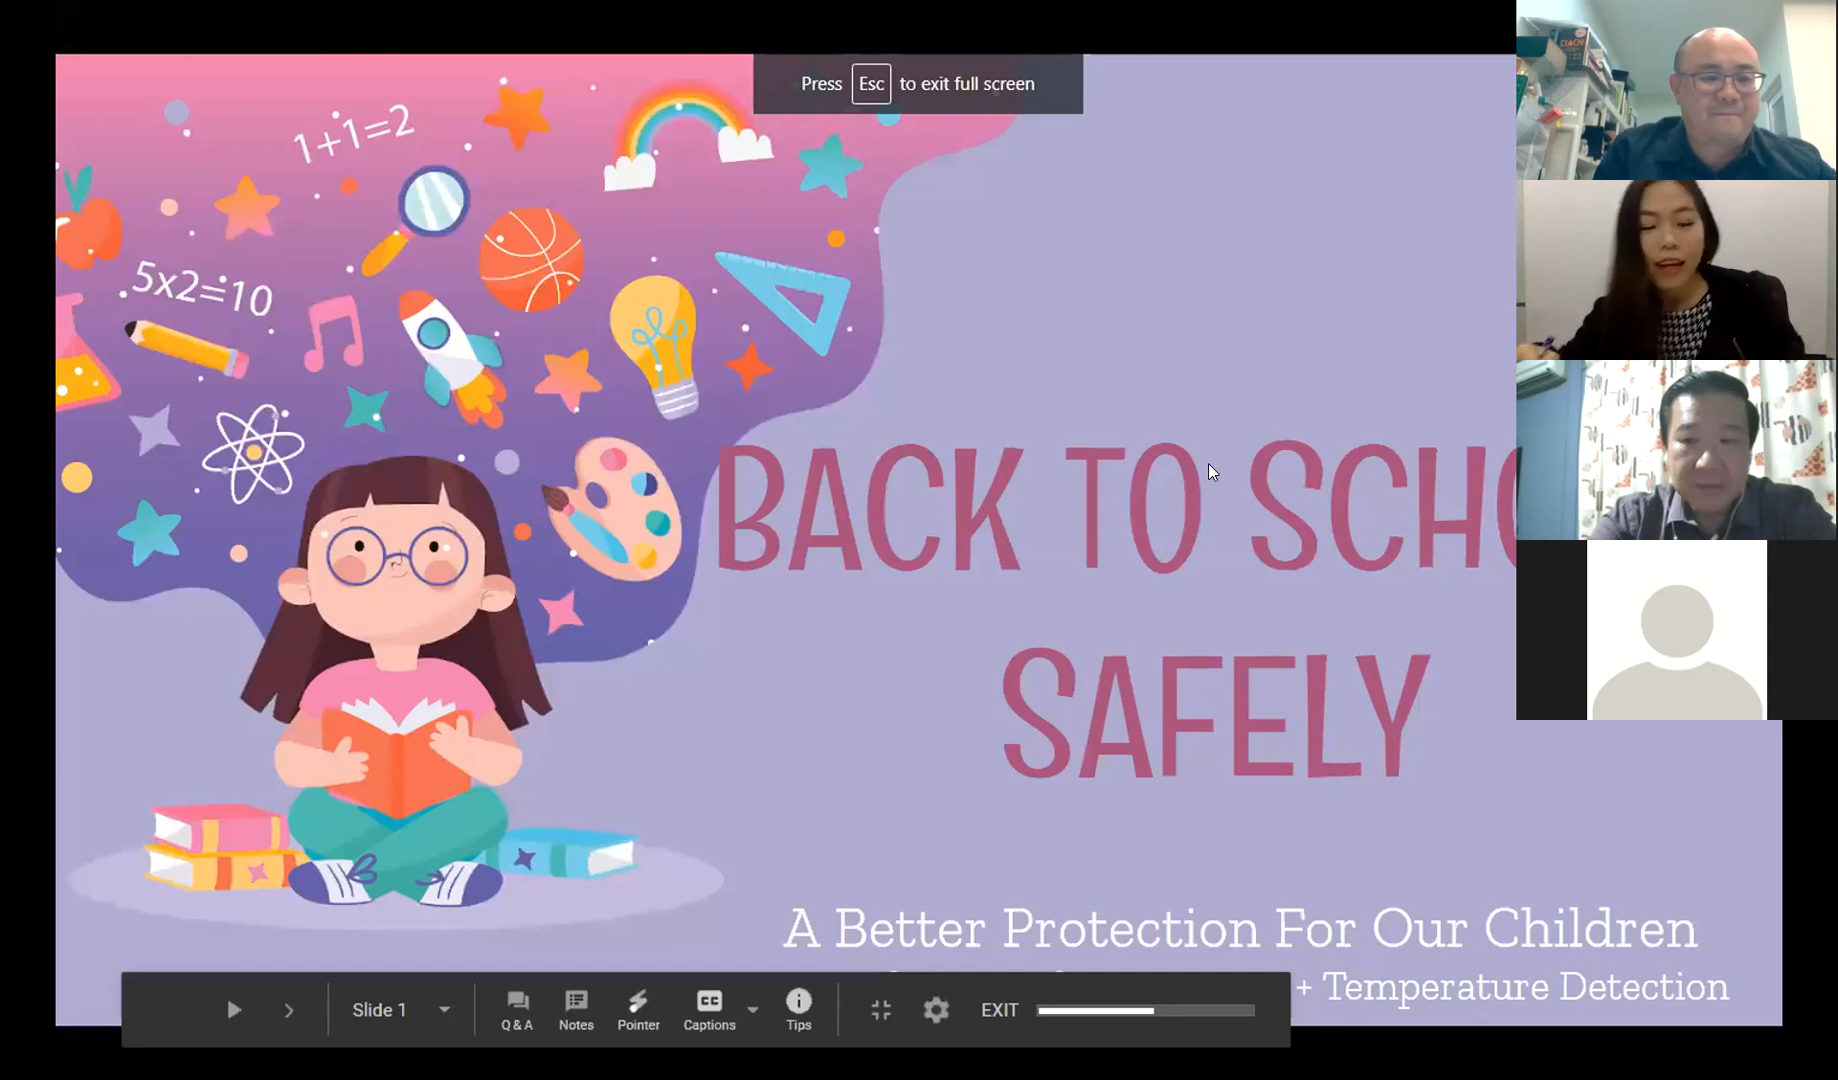 Press Esc to exit full screen
1+1=2
5x2=10
BACK TO SCHO
SAFELY
A Better Protection For Our Children
+ Temperature Detection
Slide 1
Q & A
Notes
Pointer
CC
Captions
Tips
EXIT